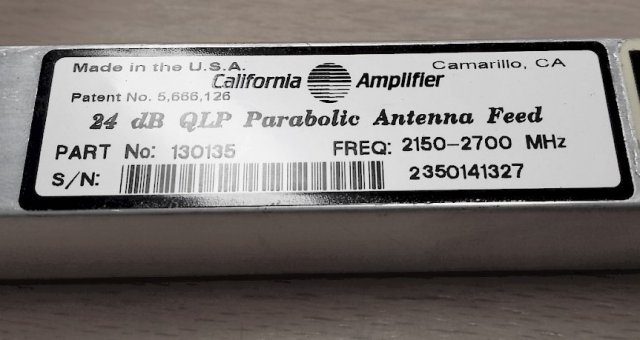 Made in the U.S.A. Camarillo, CA
California Amplifier
Patent No. 5,666,126
24 dB QLP Parabolic Antenna Feed
PART No: 130135 FREQ: 2150-2700 MHz
S/N: 2350141327